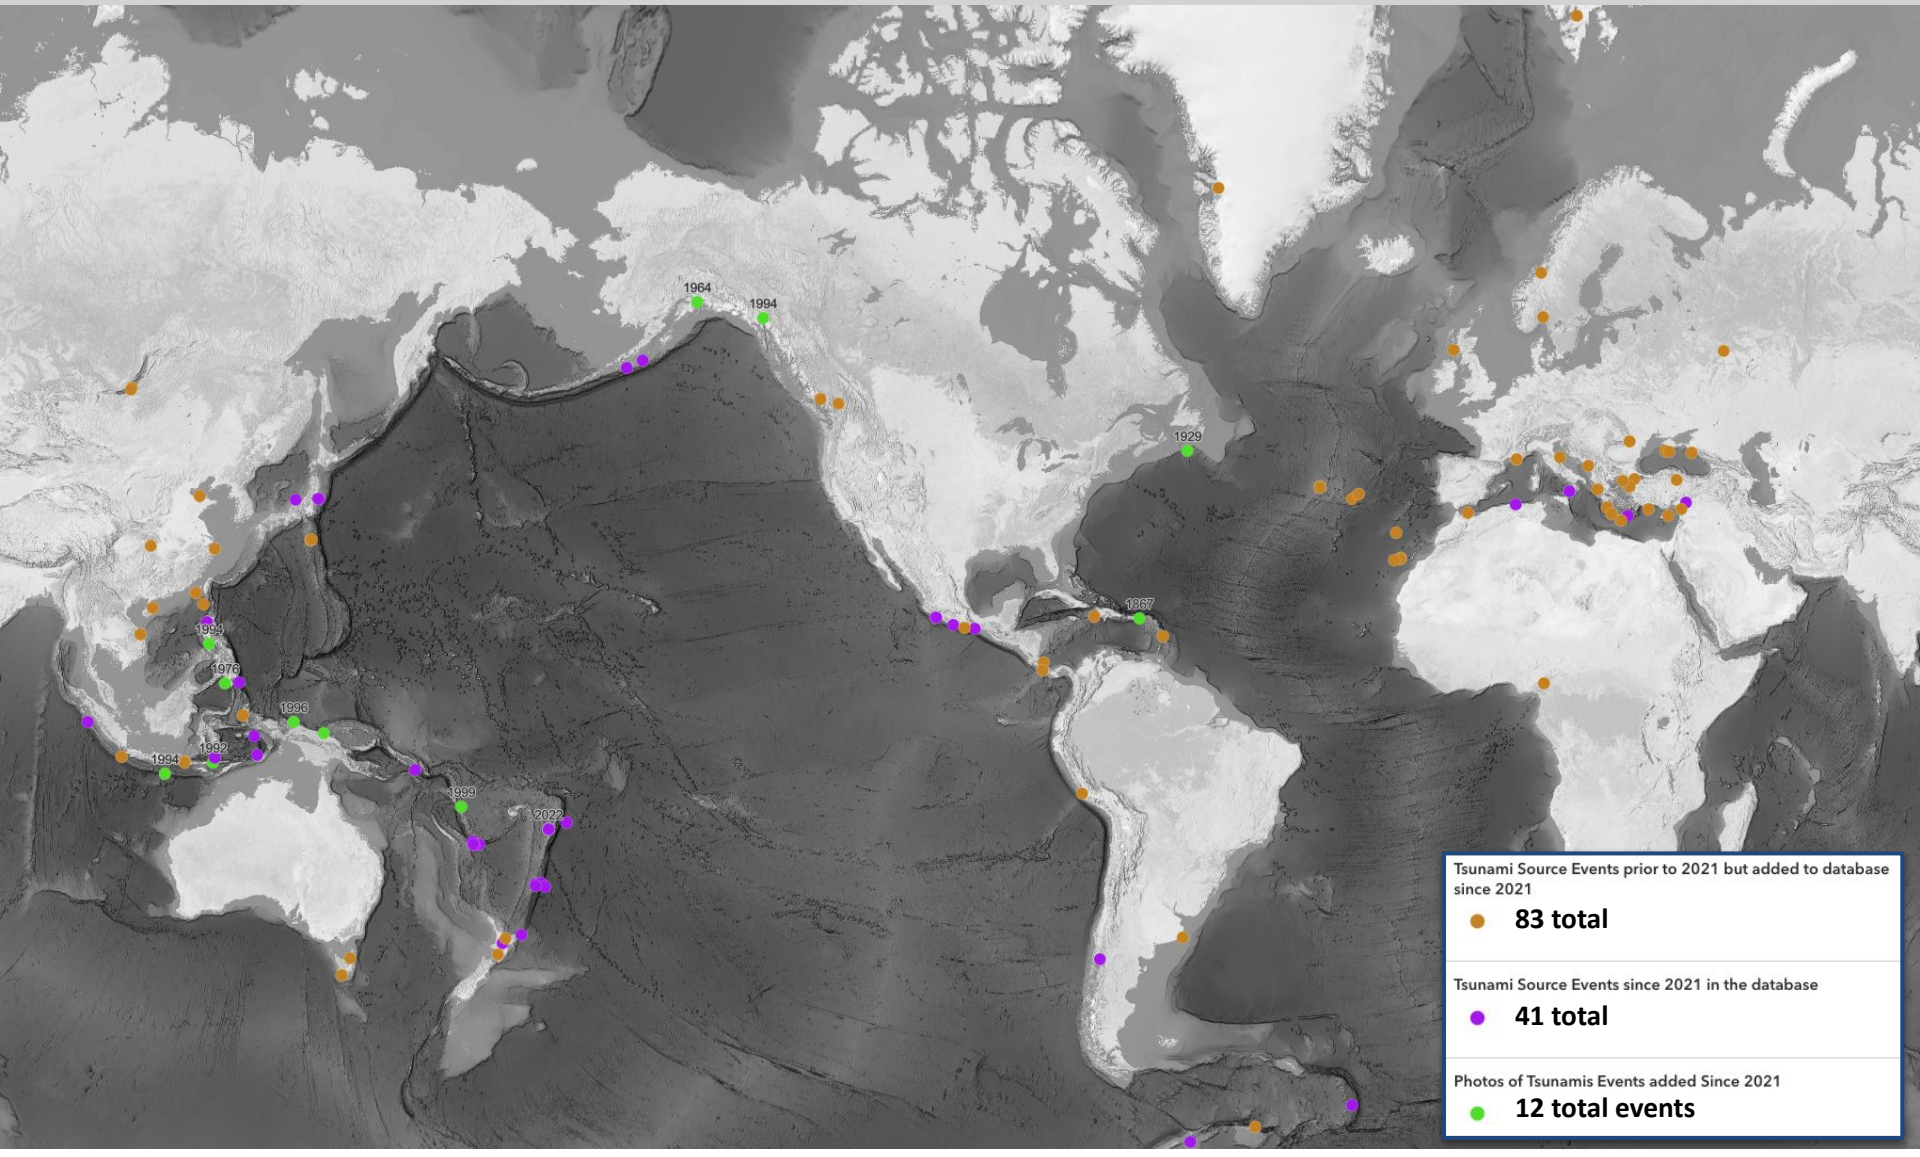 1964
1994
1929
1867
1994
1976
1996
1992
1994
1999
2022
Tsunami Source Events prior to 2021 but added to database
since 2021
83 total
Tsunami Source Events since 2021 in the database
41 total
Photos of Tsunamis Events added Since 2021
12 total events